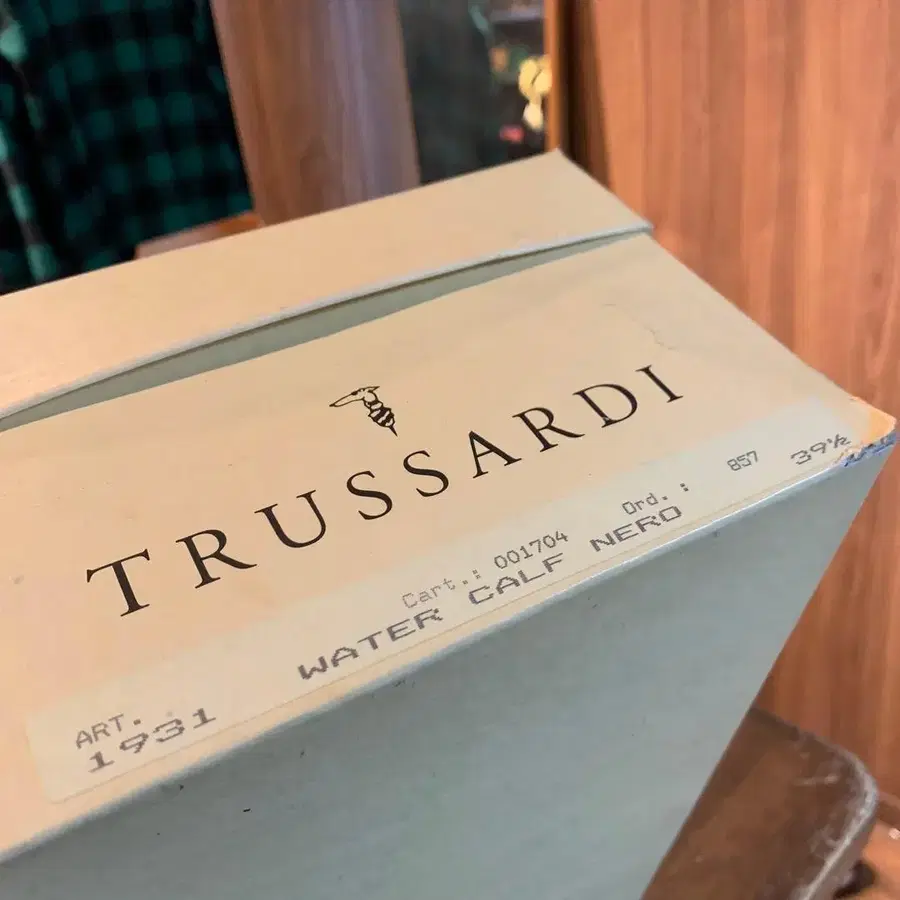 TRUSSARDI
Cart.: 001704 Ord. : 857 39½
ART. WATER CALF NERO
1931